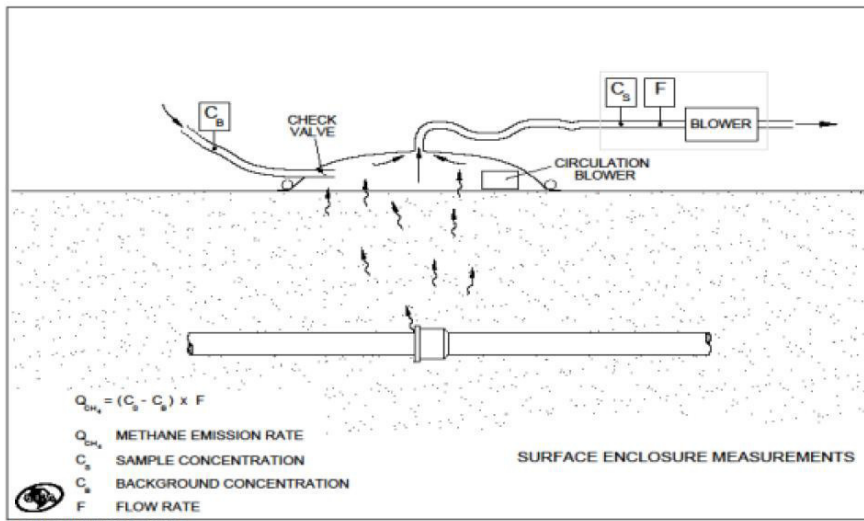 C_B
CHECK
VALVE
C_S
F
BLOWER
CIRCULATION
BLOWER
Q_CH₄ = (C_S - C_B) x F
Q_CH₄ METHANE EMISSION RATE
C_S SAMPLE CONCENTRATION
C_B BACKGROUND CONCENTRATION
F FLOW RATE
SURFACE ENCLOSURE MEASUREMENTS